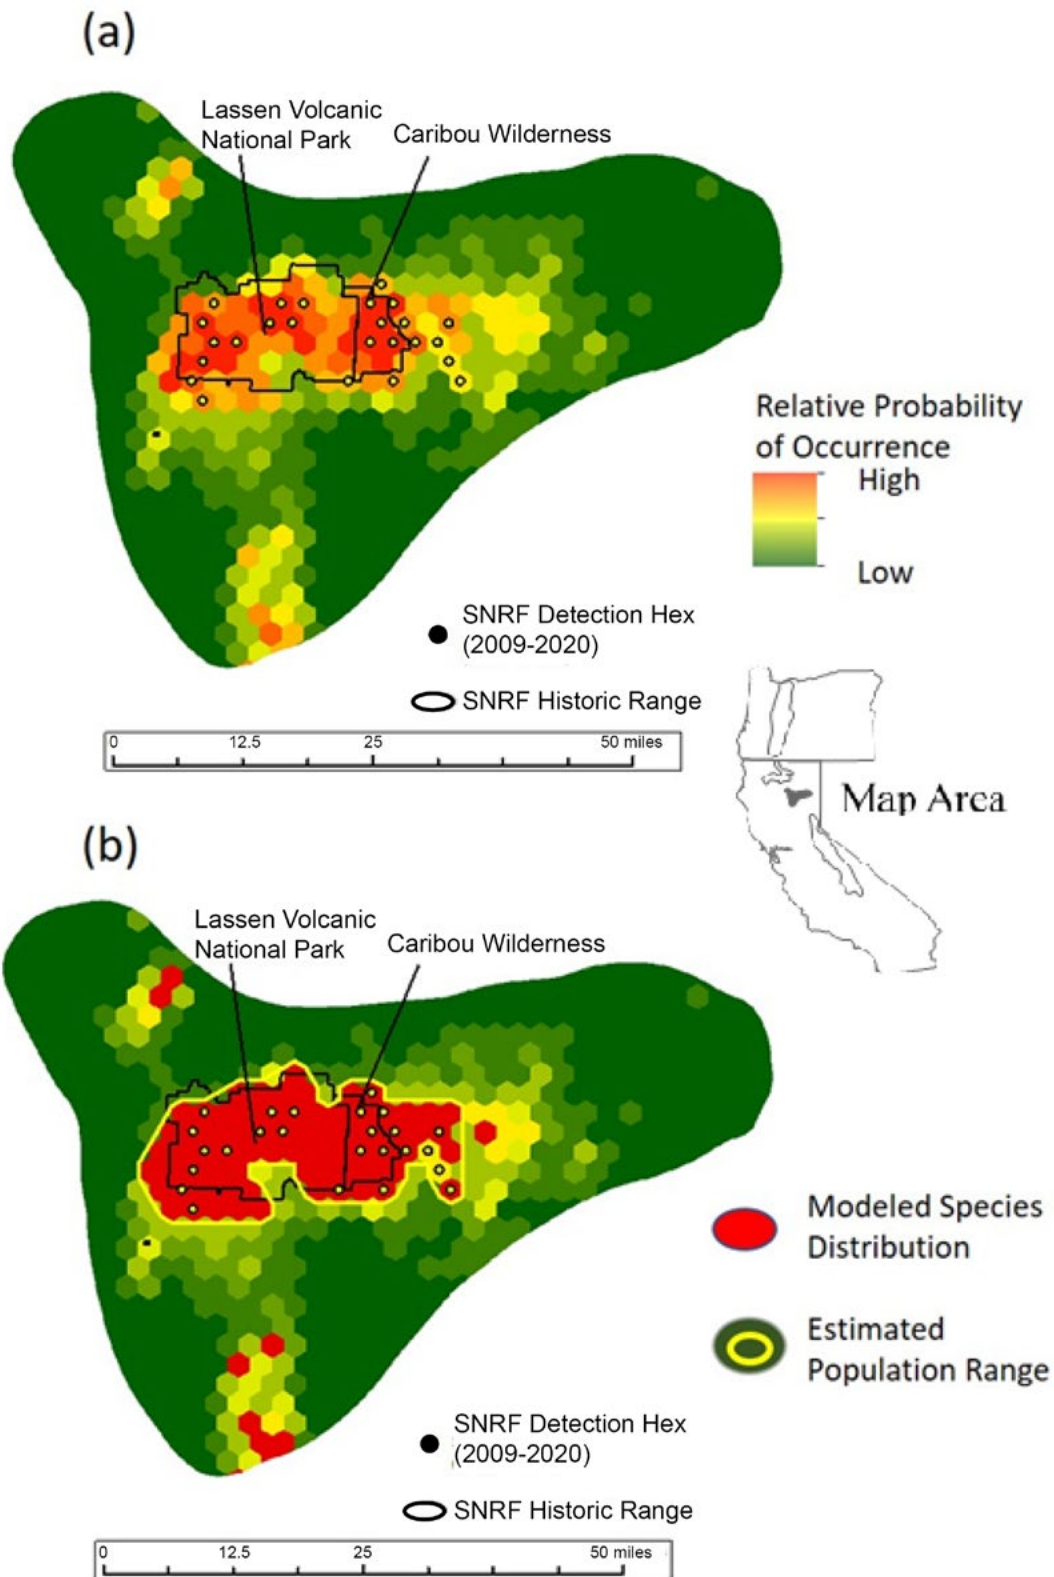 (a)
Lassen Volcanic
National Park
Caribou Wilderness
Relative Probability
of Occurrence
High
Low
SNRF Detection Hex
(2009-2020)
SNRF Historic Range
0 12.5 25 50 miles
Map Area
(b)
Lassen Volcanic
National Park
Caribou Wilderness
Modeled Species
Distribution
Estimated
Population Range
SNRF Detection Hex
(2009-2020)
SNRF Historic Range
0 12.5 25 50 miles